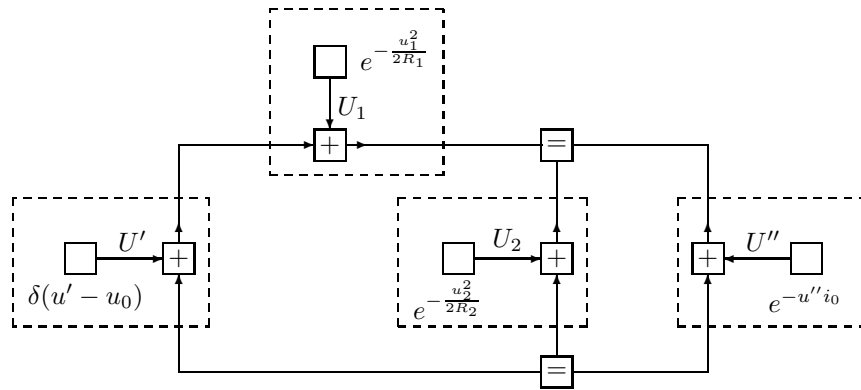 $e^{-\frac{u_1^2}{2R_1}}$
$U_1$
+
=
$U'$
+
$U_2$
+
+
$U''$
$\delta(u' - u_0)$
$e^{-\frac{u_2^2}{2R_2}}$
$e^{-u''i_0}$
=